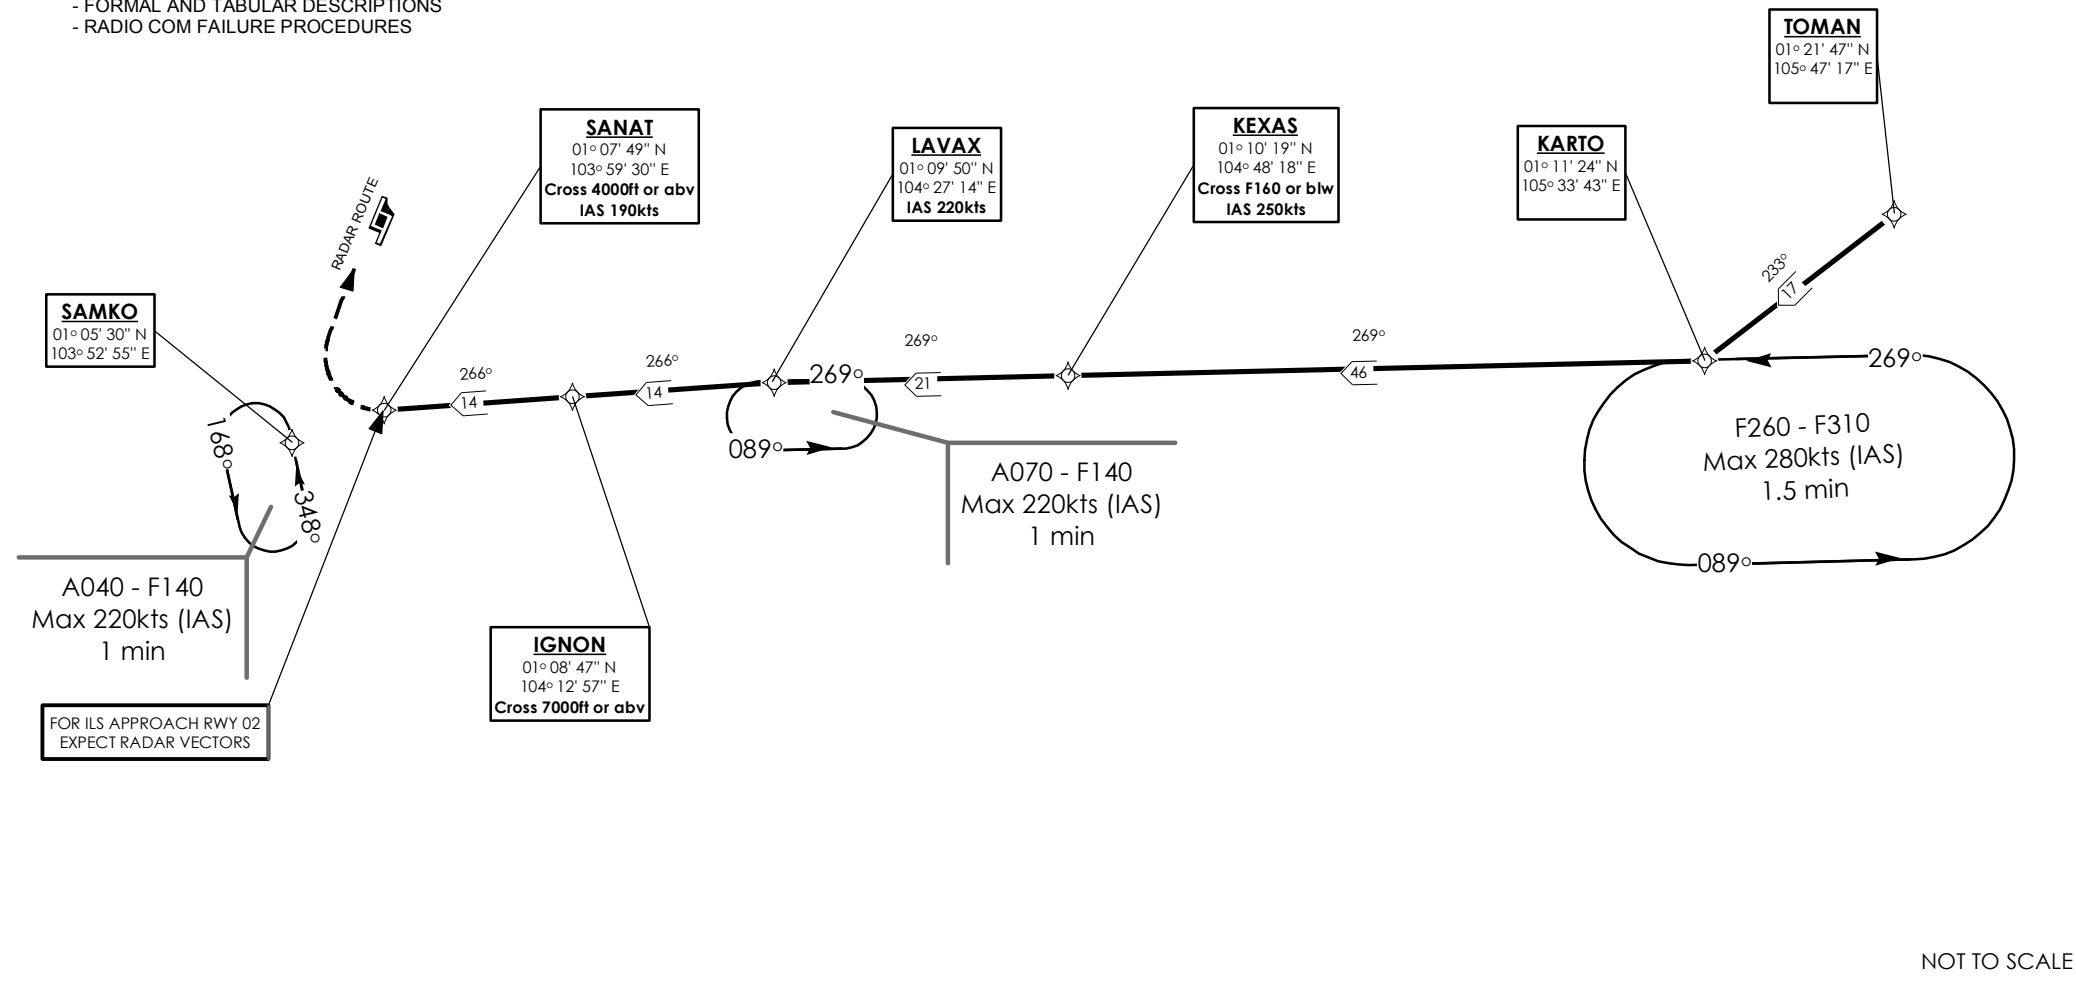 - FORMAL AND TABULAR DESCRIPTIONS
- RADIO COM FAILURE PROCEDURES
TOMAN
01° 21' 47" N
105° 47' 17" E
SANAT
01° 07' 49" N
103° 59' 30" E
Cross 4000ft or abv
IAS 190kts
LAVAX
01° 09' 50" N
104° 27' 14" E
IAS 220kts
KEXAS
01° 10' 19" N
104° 48' 18" E
Cross F160 or blw
IAS 250kts
KARTO
01° 11' 24" N
105° 33' 43" E
RADAR ROUTE
SAMKO
01° 05' 30" N
103° 52' 55" E
233°
17
266°
14
266°
14
269°
269°
21
269°
46
269°
089°
089°
168°
348°
F260 - F310
Max 280kts (IAS)
1.5 min
A070 - F140
Max 220kts (IAS)
1 min
A040 - F140
Max 220kts (IAS)
1 min
IGNON
01° 08' 47" N
104° 12' 57" E
Cross 7000ft or abv
FOR ILS APPROACH RWY 02
EXPECT RADAR VECTORS
NOT TO SCALE